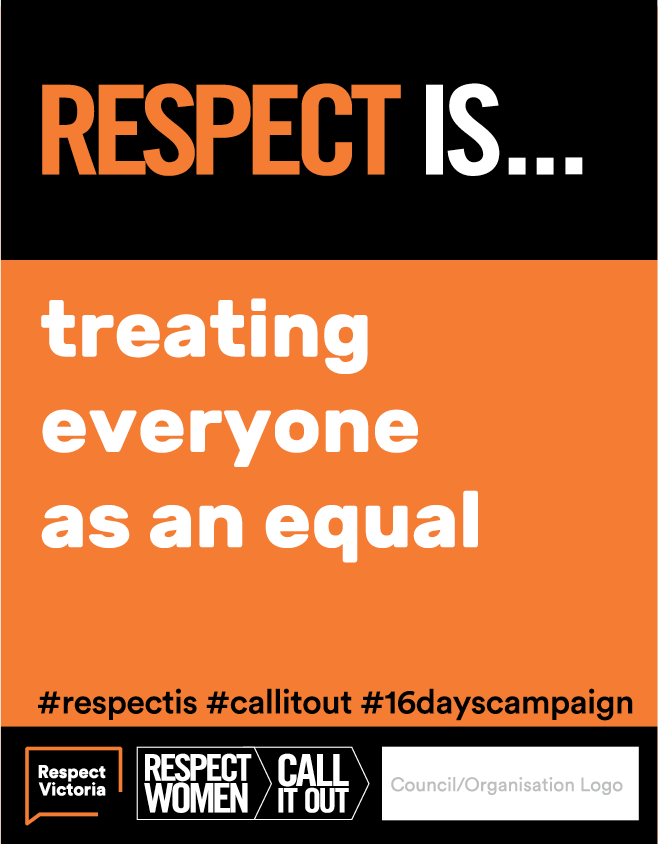 RESPECT IS...
treating
everyone
as an equal
#respectis #callitout #16dayscampaign
Respect
Victoria
RESPECT
WOMEN
CALL
IT OUT
Council/Organisation Logo